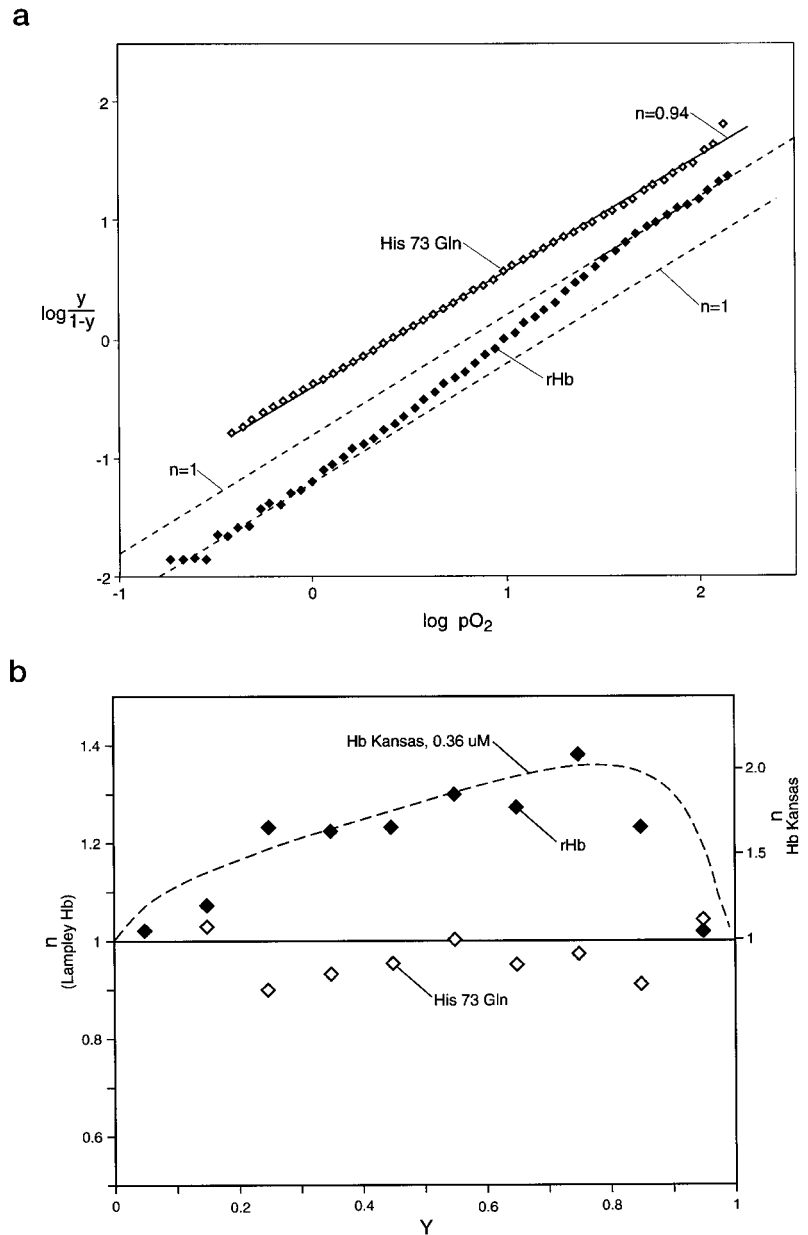 a
2
n=0.94
His 73 Gln
1
log y/1-y
n=1
0
rHb
-1
n=1
-2
-1
0
1
2
log pO2
b
Hb Kansas, 0.36 uM
1.4
2.0
n
Hb Kansas
rHb
1.2
1.5
n
(Lampley Hb)
1
1
His 73 Gln
0.8
0.6
0
0.2
0.4
0.6
0.8
1
Y